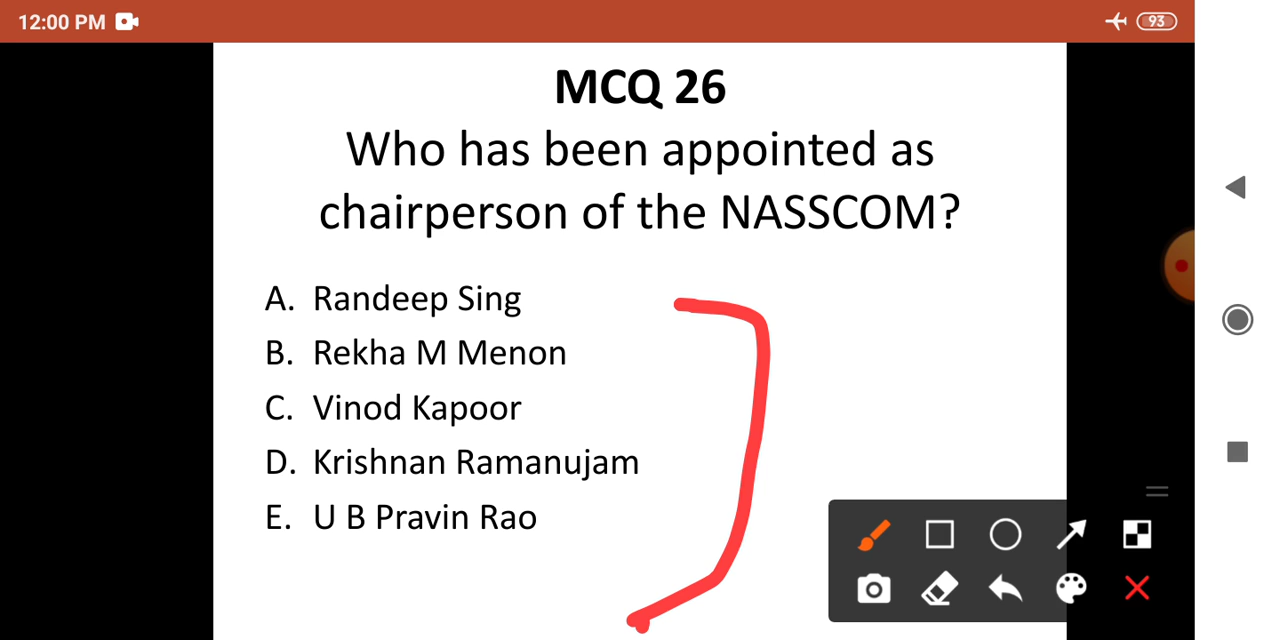 12:00 PM
93
MCQ 26
Who has been appointed as
chairperson of the NASSCOM?
A. Randeep Sing
B. Rekha M Menon
C. Vinod Kapoor
D. Krishnan Ramanujam
E. U B Pravin Rao